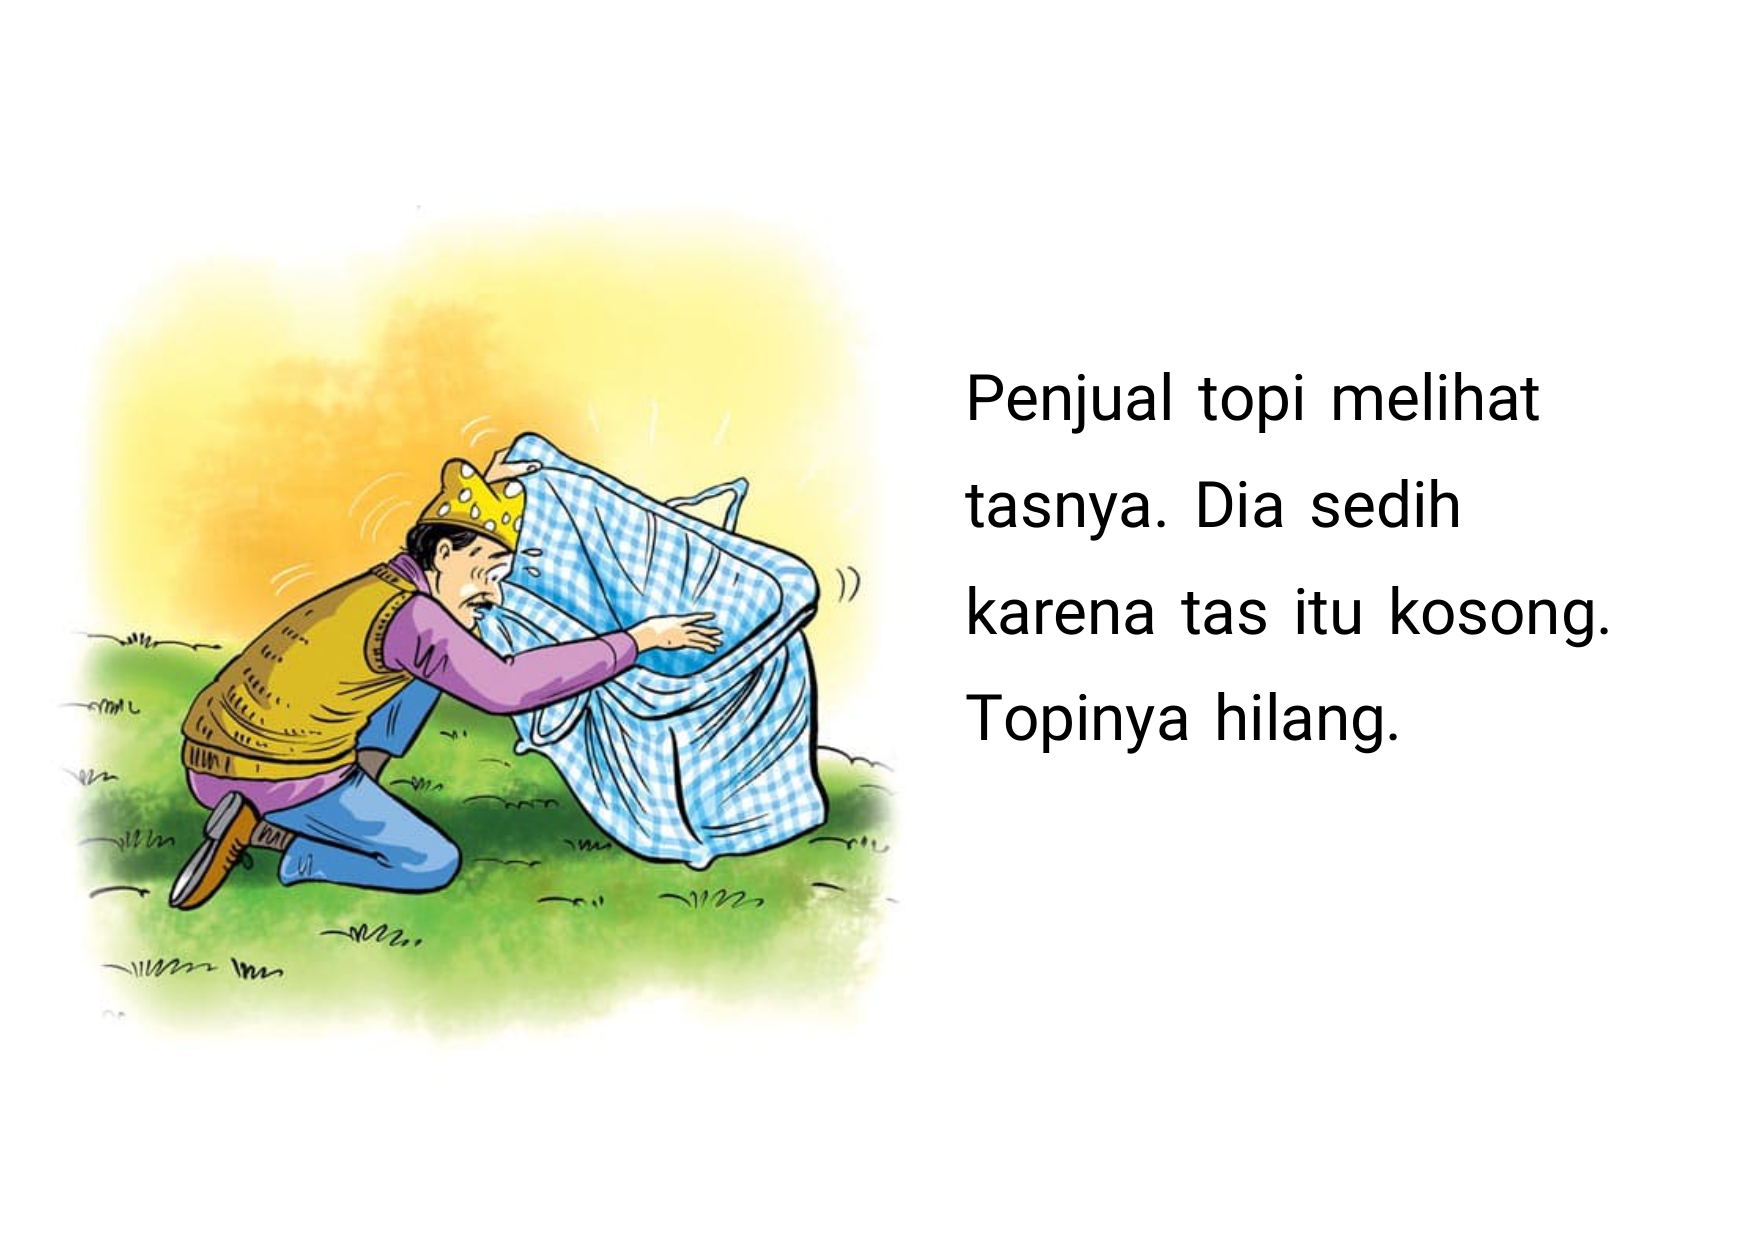 Penjual topi melihat
tasnya. Dia sedih
karena tas itu kosong.
Topinya hilang.